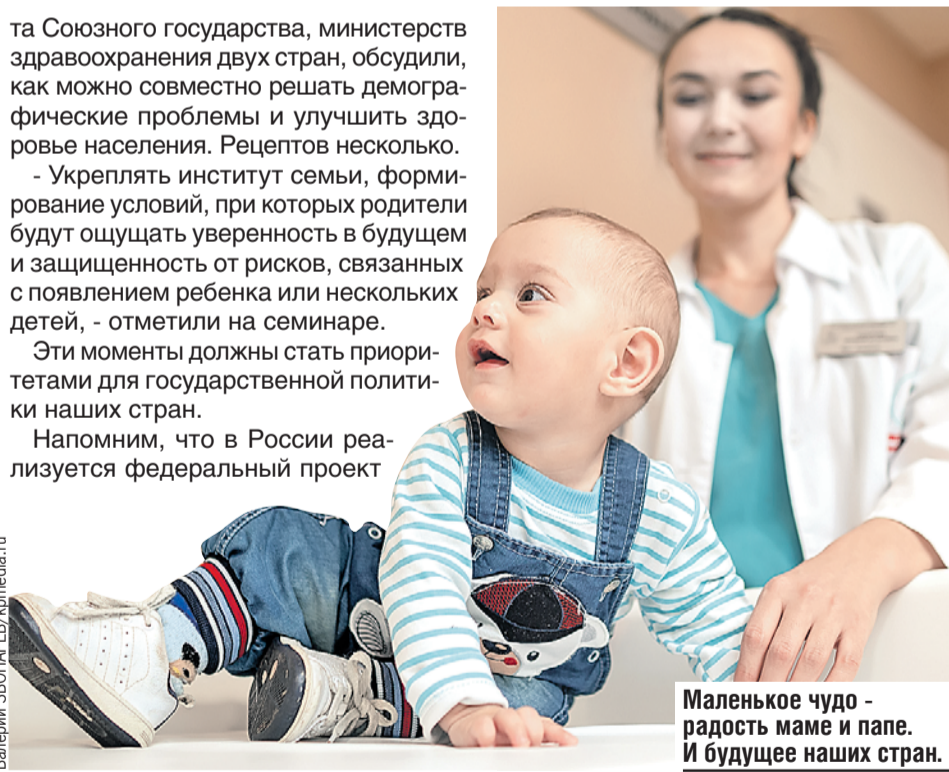 та Союзного государства, министерств
здравоохранения двух стран, обсудили,
как можно совместно решать демогра-
фические проблемы и улучшить здо-
ровье населения. Рецептов несколько.
- Укреплять институт семьи, форми-
рование условий, при которых родители
будут ощущать уверенность в будущем
и защищенность от рисков, связанных
с появлением ребенка или нескольких
детей, - отметили на семинаре.
Эти моменты должны стать приори-
тетами для государственной полити-
ки наших стран.
Напомним, что в России реа-
лизуется федеральный проект
Маленькое чудо -
радость маме и папе.
И будущее наших стран.